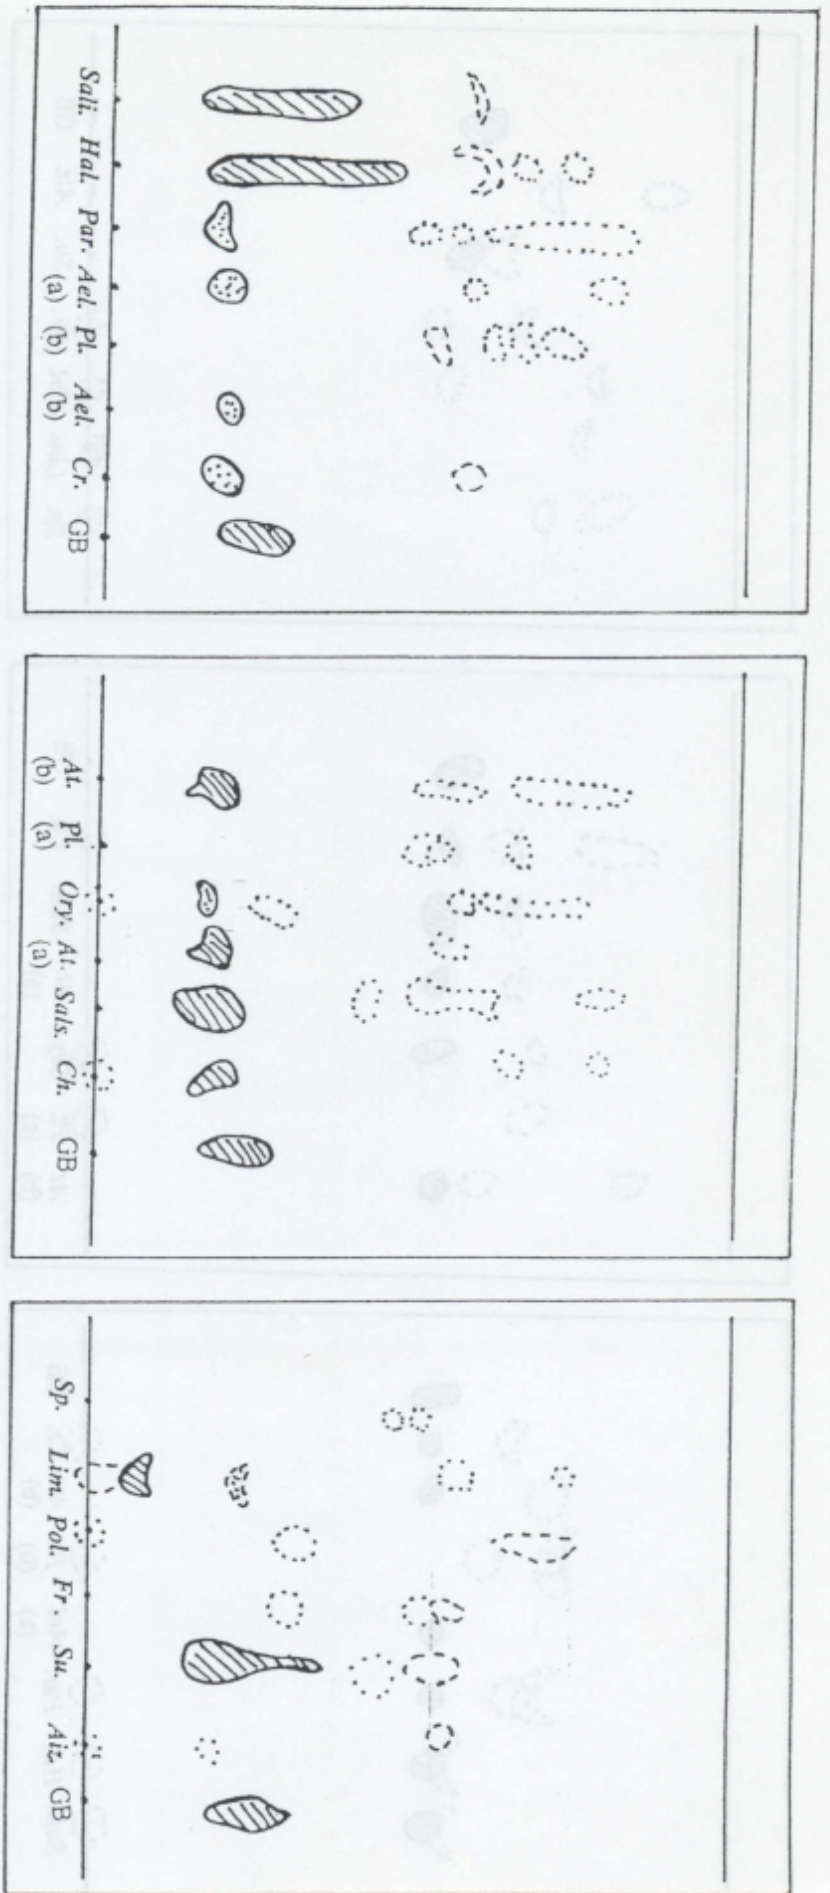 Sali. Hal. Par. Ael. Pl. Ael. Cr. GB
(a) (b) (b)
At. Pl. Ory. At. Sals. Ch. GB
(b) (a) (a)
Sp. Lim. Pol. Fr. Su. Aiz. GB